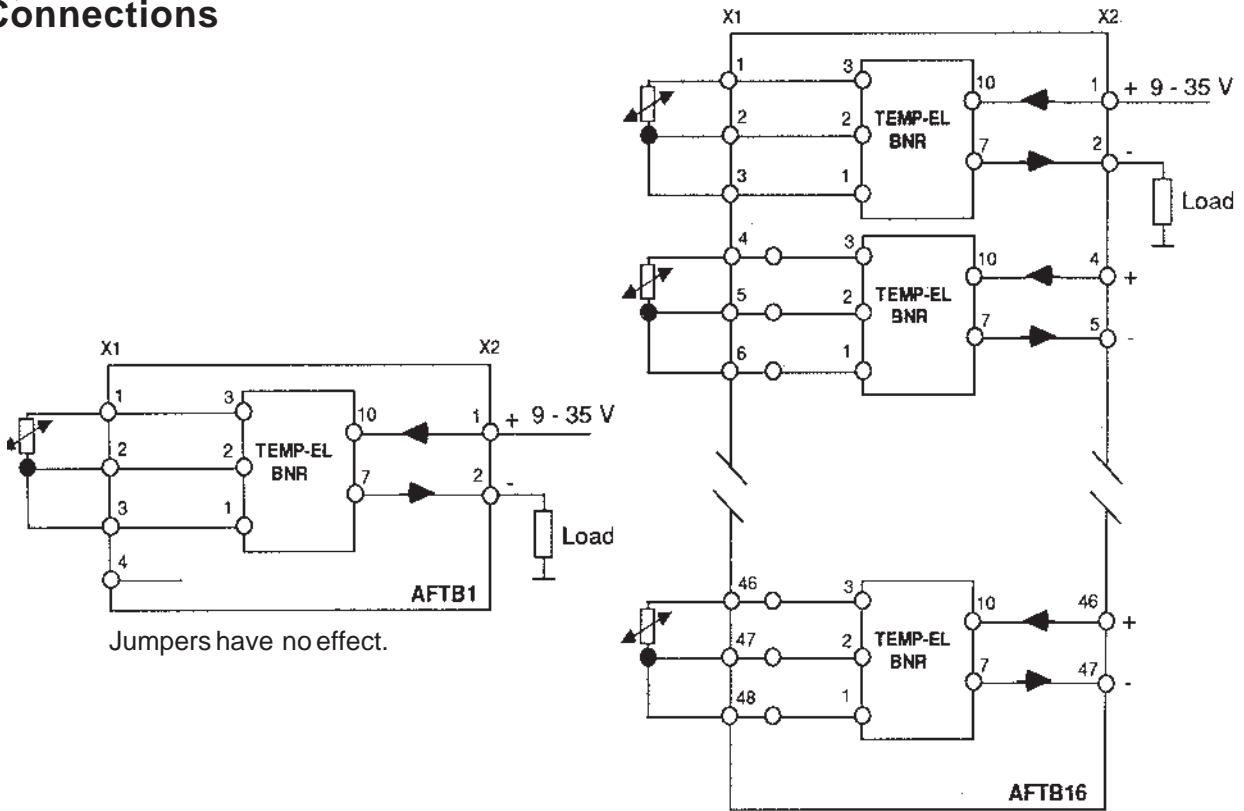 Connections
X1
X2
1
3
10
1
+ 9 - 35 V
2
2
TEMP-EL
BNR
7
2
-
3
1
Load
4
3
10
4
+
5
2
TEMP-EL
BNR
7
5
-
6
1
46
3
10
46
+
47
2
TEMP-EL
BNR
7
47
-
48
1
AFTB16
X1
X2
1
3
10
1
+ 9 - 35 V
2
2
TEMP-EL
BNR
7
2
-
3
1
Load
4
AFTB1
Jumpers have no effect.